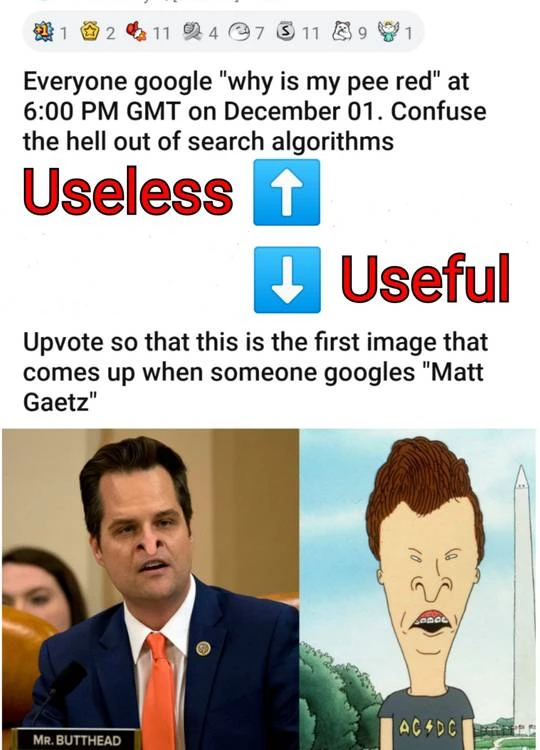 1 2 11 4 7 11 9 1
Everyone google "why is my pee red" at
6:00 PM GMT on December 01. Confuse
the hell out of search algorithms
Useless
Useful
Upvote so that this is the first image that
comes up when someone googles "Matt
Gaetz"
MR. BUTTHEAD
AC⚡DC